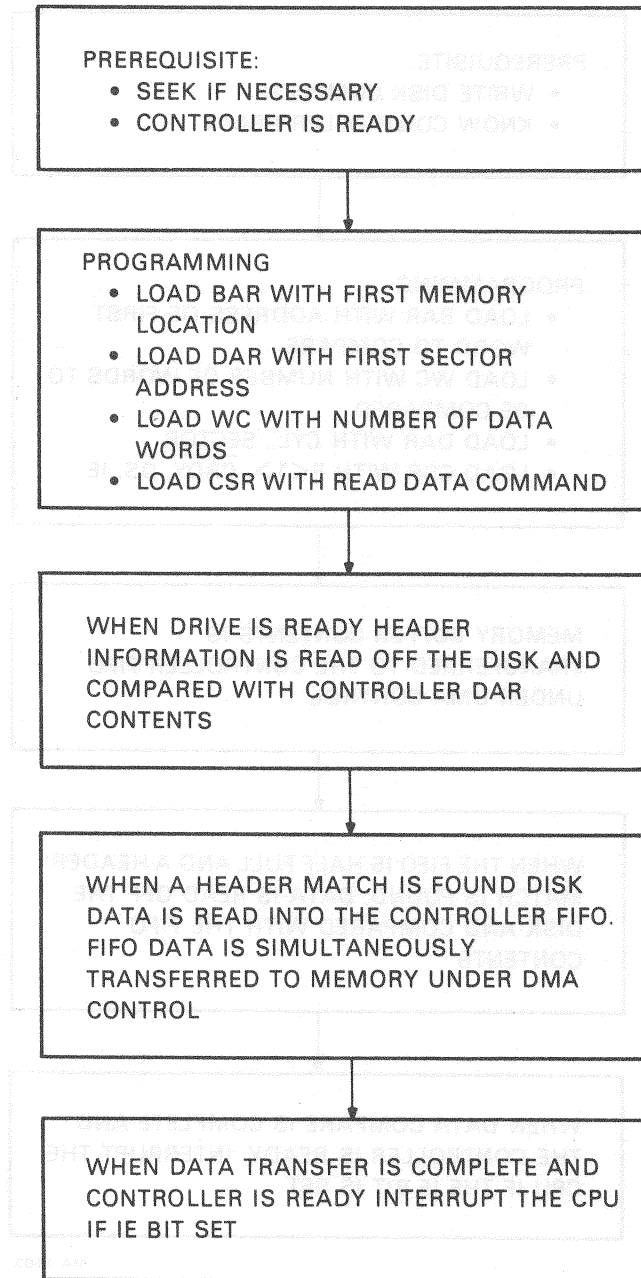 PREREQUISITE:
• SEEK IF NECESSARY
• CONTROLLER IS READY
PROGRAMMING
• LOAD BAR WITH FIRST MEMORY
LOCATION
• LOAD DAR WITH FIRST SECTOR
ADDRESS
• LOAD WC WITH NUMBER OF DATA
WORDS
• LOAD CSR WITH READ DATA COMMAND
WHEN DRIVE IS READY HEADER
INFORMATION IS READ OFF THE DISK AND
COMPARED WITH CONTROLLER DAR
CONTENTS
WHEN A HEADER MATCH IS FOUND DISK
DATA IS READ INTO THE CONTROLLER FIFO.
FIFO DATA IS SIMULTANEOUSLY
TRANSFERRED TO MEMORY UNDER DMA
CONTROL
WHEN DATA TRANSFER IS COMPLETE AND
CONTROLLER IS READY INTERRUPT THE CPU
IF IE BIT SET